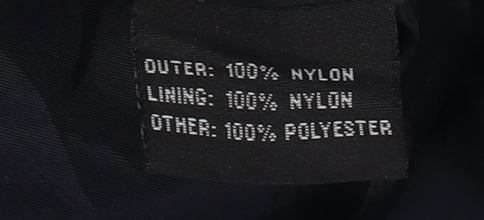 OUTER: 100% NYLON
LINING: 100% NYLON
OTHER: 100% POLYESTER